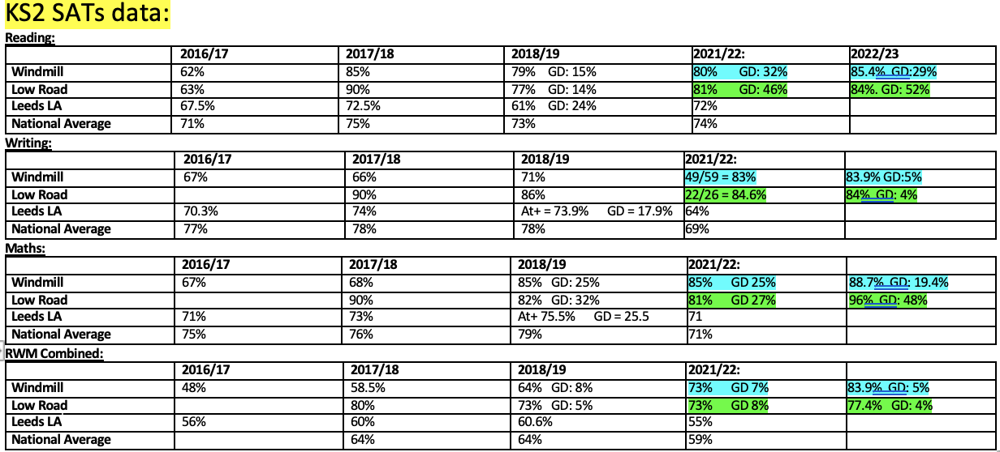 KS2 SATs data:
Reading:
2016/17 2017/18 2018/19 2021/22: 2022/23
Windmill 62% 85% 79% GD: 15% 80% GD: 32% 85.4% GD:29%
Low Road 63% 90% 77% GD: 14% 81% GD: 46% 84%. GD: 52%
Leeds LA 67.5% 72.5% 61% GD: 24% 72%
National Average 71% 75% 73% 74%
Writing:
2016/17 2017/18 2018/19 2021/22:
Windmill 67% 66% 71% 49/59 = 83% 83.9% GD:5%
Low Road 90% 86% 22/26 = 84.6% 84% GD: 4%
Leeds LA 70.3% 74% At+ = 73.9% GD = 17.9% 64%
National Average 77% 78% 78% 69%
Maths:
2016/17 2017/18 2018/19 2021/22:
Windmill 67% 68% 85% GD: 25% 85% GD 25% 88.7% GD: 19.4%
Low Road 90% 82% GD: 32% 81% GD 27% 96% GD: 48%
Leeds LA 71% 73% At+ 75.5% GD = 25.5 71
National Average 75% 76% 79% 71%
RWM Combined:
2016/17 2017/18 2018/19 2021/22:
Windmill 48% 58.5% 64% GD: 8% 73% GD 7% 83.9% GD: 5%
Low Road 80% 73% GD: 5% 73% GD 8% 77.4% GD: 4%
Leeds LA 56% 60% 60.6% 55%
National Average 64% 64% 59%